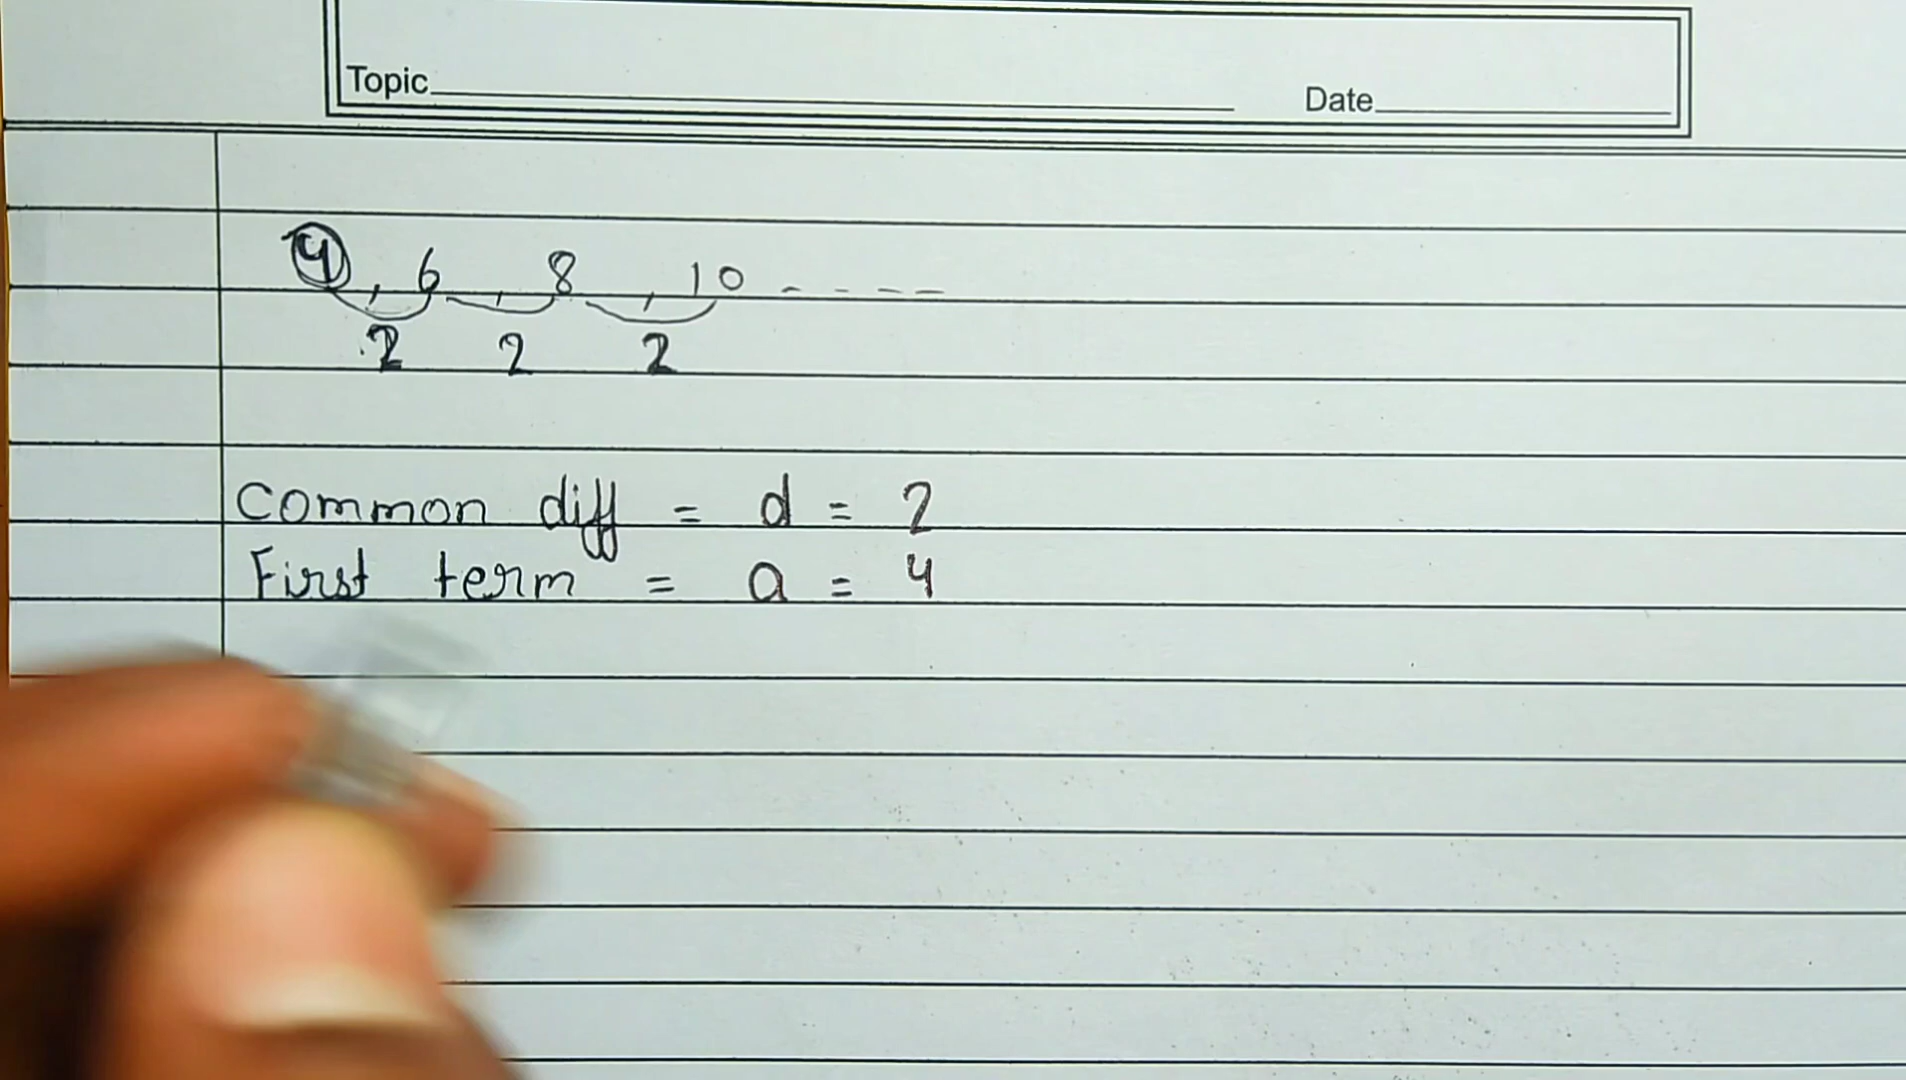 Topic Date
4, 6, 8, 10 - - - -
2 2 2
Common diff = d = 2
First term = a = 4